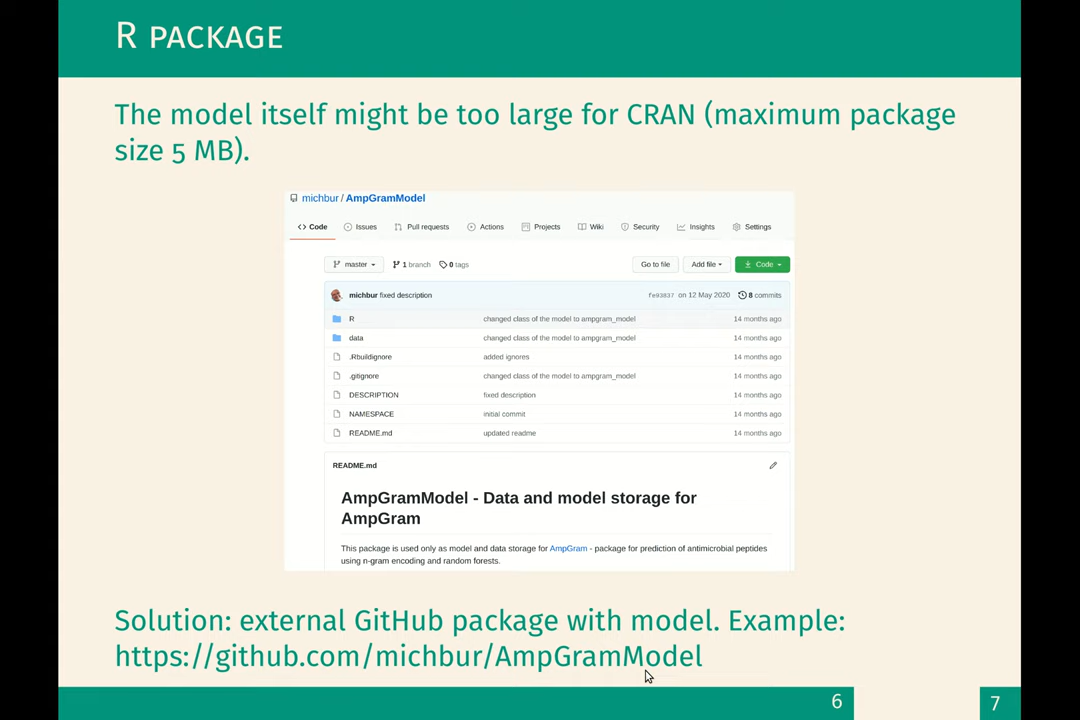 R PACKAGE
The model itself might be too large for CRAN (maximum package
size 5 MB).
michbur / AmpGramModel
Code Issues Pull requests Actions Projects Wiki Security Insights Settings
master 1 branch 0 tags Go to file Add file Code
michbur fixed description fe93837 on 12 May 2020 8 commits
R changed class of the model to ampgram_model 14 months ago
data changed class of the model to ampgram_model 14 months ago
.Rbuildignore added ignores 14 months ago
.gitignore changed class of the model to ampgram_model 14 months ago
DESCRIPTION fixed description 14 months ago
NAMESPACE initial commit 14 months ago
README.md updated readme 14 months ago
README.md
AmpGramModel - Data and model storage for
AmpGram
This package is used only as model and data storage for AmpGram - package for prediction of antimicrobial peptides
using n-gram encoding and random forests.
Solution: external GitHub package with model. Example:
https://github.com/michbur/AmpGramModel
6 7